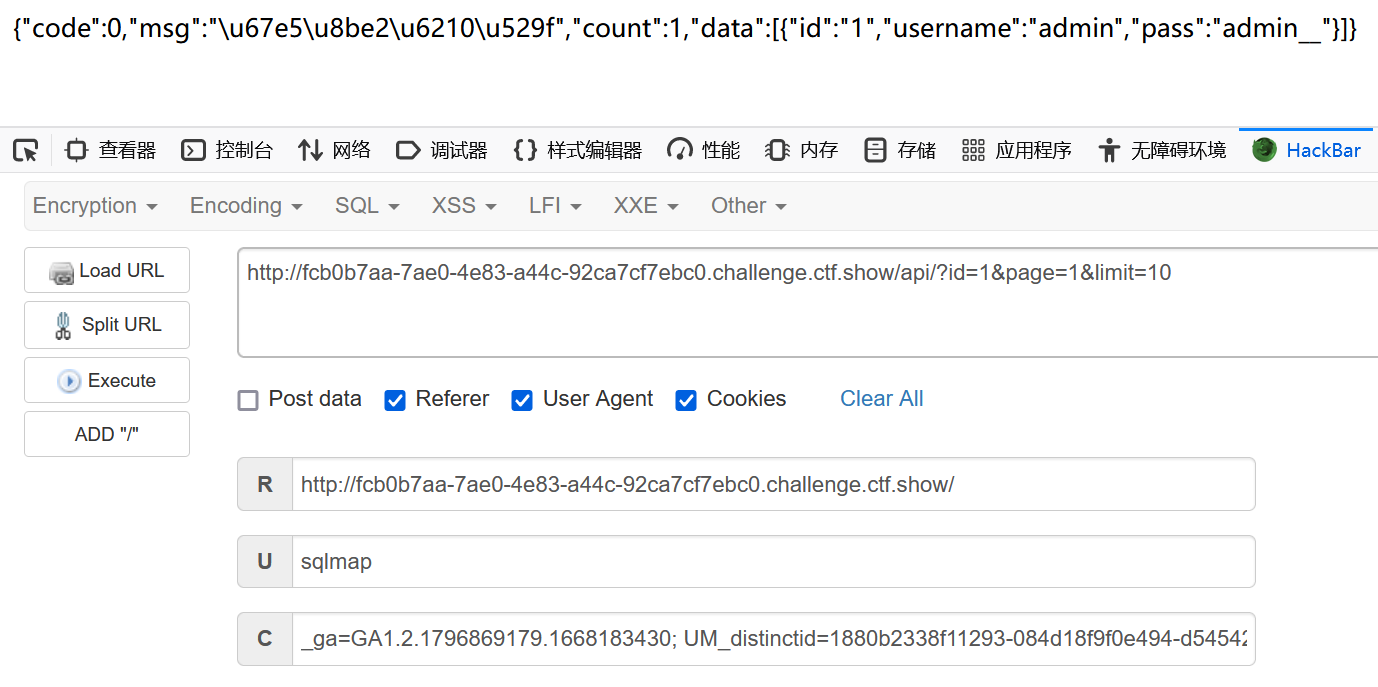 {"code":0,"msg":"\u67e5\u8be2\u6210\u529f","count":1,"data":[{"id":"1","username":"admin","pass":"admin__"}]}
查看器 控制台 网络 调试器 {} 样式编辑器 性能 内存 存储 应用程序 无障碍环境 HackBar
Encryption Encoding SQL XSS LFI XXE Other
Load URL
http://fcb0b7aa-7ae0-4e83-a44c-92ca7cf7ebc0.challenge.ctf.show/api/?id=1&page=1&limit=10
Split URL
Execute
ADD "/"
Post data Referer User Agent Cookies Clear All
R http://fcb0b7aa-7ae0-4e83-a44c-92ca7cf7ebc0.challenge.ctf.show/
U sqlmap
C _ga=GA1.2.1796869179.1668183430; UM_distinctid=1880b2338f11293-084d18f9f0e494-d54542